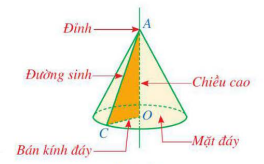 Đỉnh
A
Đường sinh
Chiều cao
O
C
Bán kính đáy
Mặt đáy